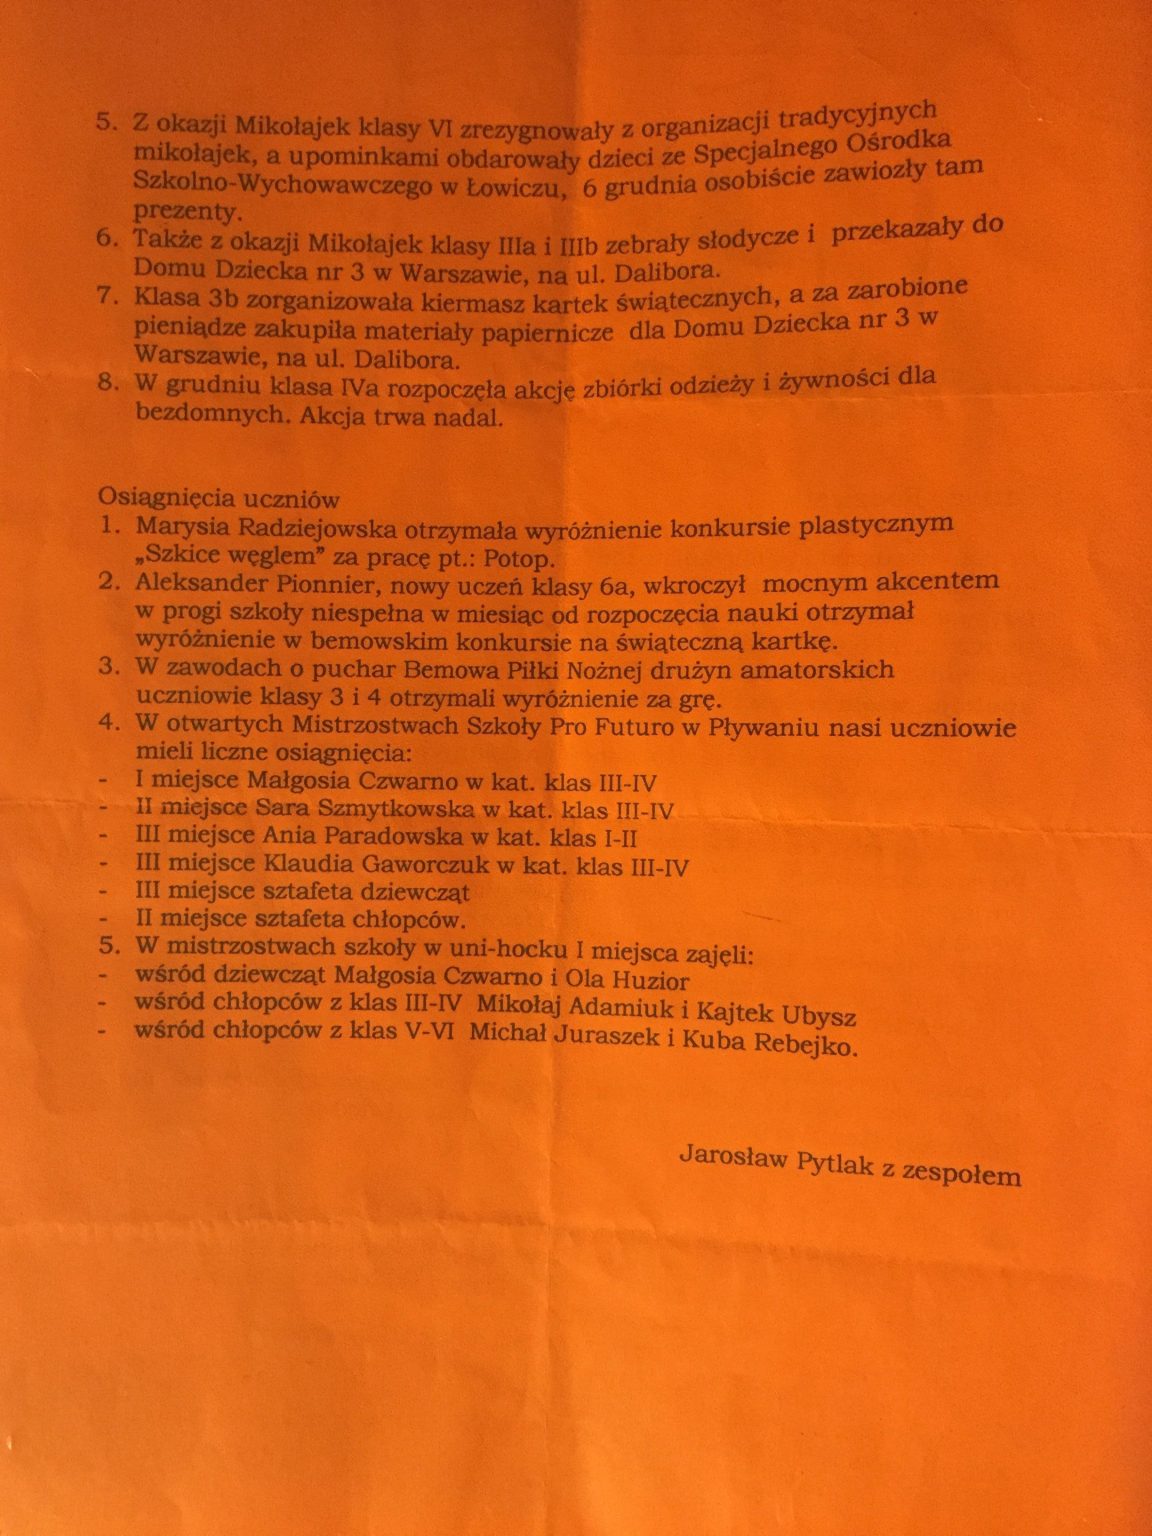 5. Z okazji Mikołajek klasy VI zrezygnowały z organizacji tradycyjnych
mikołajek, a upominkami obdarowały dzieci ze Specjalnego Ośrodka
Szkolno-Wychowawczego w Łowiczu, 6 grudnia osobiście zawiozły tam
prezenty.
6. Także z okazji Mikołajek klasy IIIa i IIIb zebrały słodycze i przekazały do
Domu Dziecka nr 3 w Warszawie, na ul. Dalibora.
7. Klasa 3b zorganizowała kiermasz kartek świątecznych, a za zarobione
pieniądze zakupiła materiały papiernicze dla Domu Dziecka nr 3 w
Warszawie, na ul. Dalibora.
8. W grudniu klasa IVa rozpoczęła akcję zbiórki odzieży i żywności dla
bezdomnych. Akcja trwa nadal.
Osiągnięcia uczniów
1. Marysia Radziejowska otrzymała wyróżnienie konkursie plastycznym
„Szkice węglem” za pracę pt.: Potop.
2. Aleksander Pionnier, nowy uczeń klasy 6a, wkroczył mocnym akcentem
w progi szkoły niespełna w miesiąc od rozpoczęcia nauki otrzymał
wyróżnienie w bemowskim konkursie na świąteczną kartkę.
3. W zawodach o puchar Bemowa Piłki Nożnej drużyn amatorskich
uczniowie klasy 3 i 4 otrzymali wyróżnienie za grę.
4. W otwartych Mistrzostwach Szkoły Pro Futuro w Pływaniu nasi uczniowie
mieli liczne osiągnięcia:
- I miejsce Małgosia Czwarno w kat. klas III-IV
- II miejsce Sara Szmytkowska w kat. klas III-IV
- III miejsce Ania Paradowska w kat. klas I-II
- III miejsce Klaudia Gaworczuk w kat. klas III-IV
- III miejsce sztafeta dziewcząt
- II miejsce sztafeta chłopców.
5. W mistrzostwach szkoły w uni-hocku I miejsca zajęli:
- wśród dziewcząt Małgosia Czwarno i Ola Huzior
- wśród chłopców z klas III-IV Mikołaj Adamiuk i Kajtek Ubysz
- wśród chłopców z klas V-VI Michał Juraszek i Kuba Rebejko.
Jarosław Pytlak z zespołem